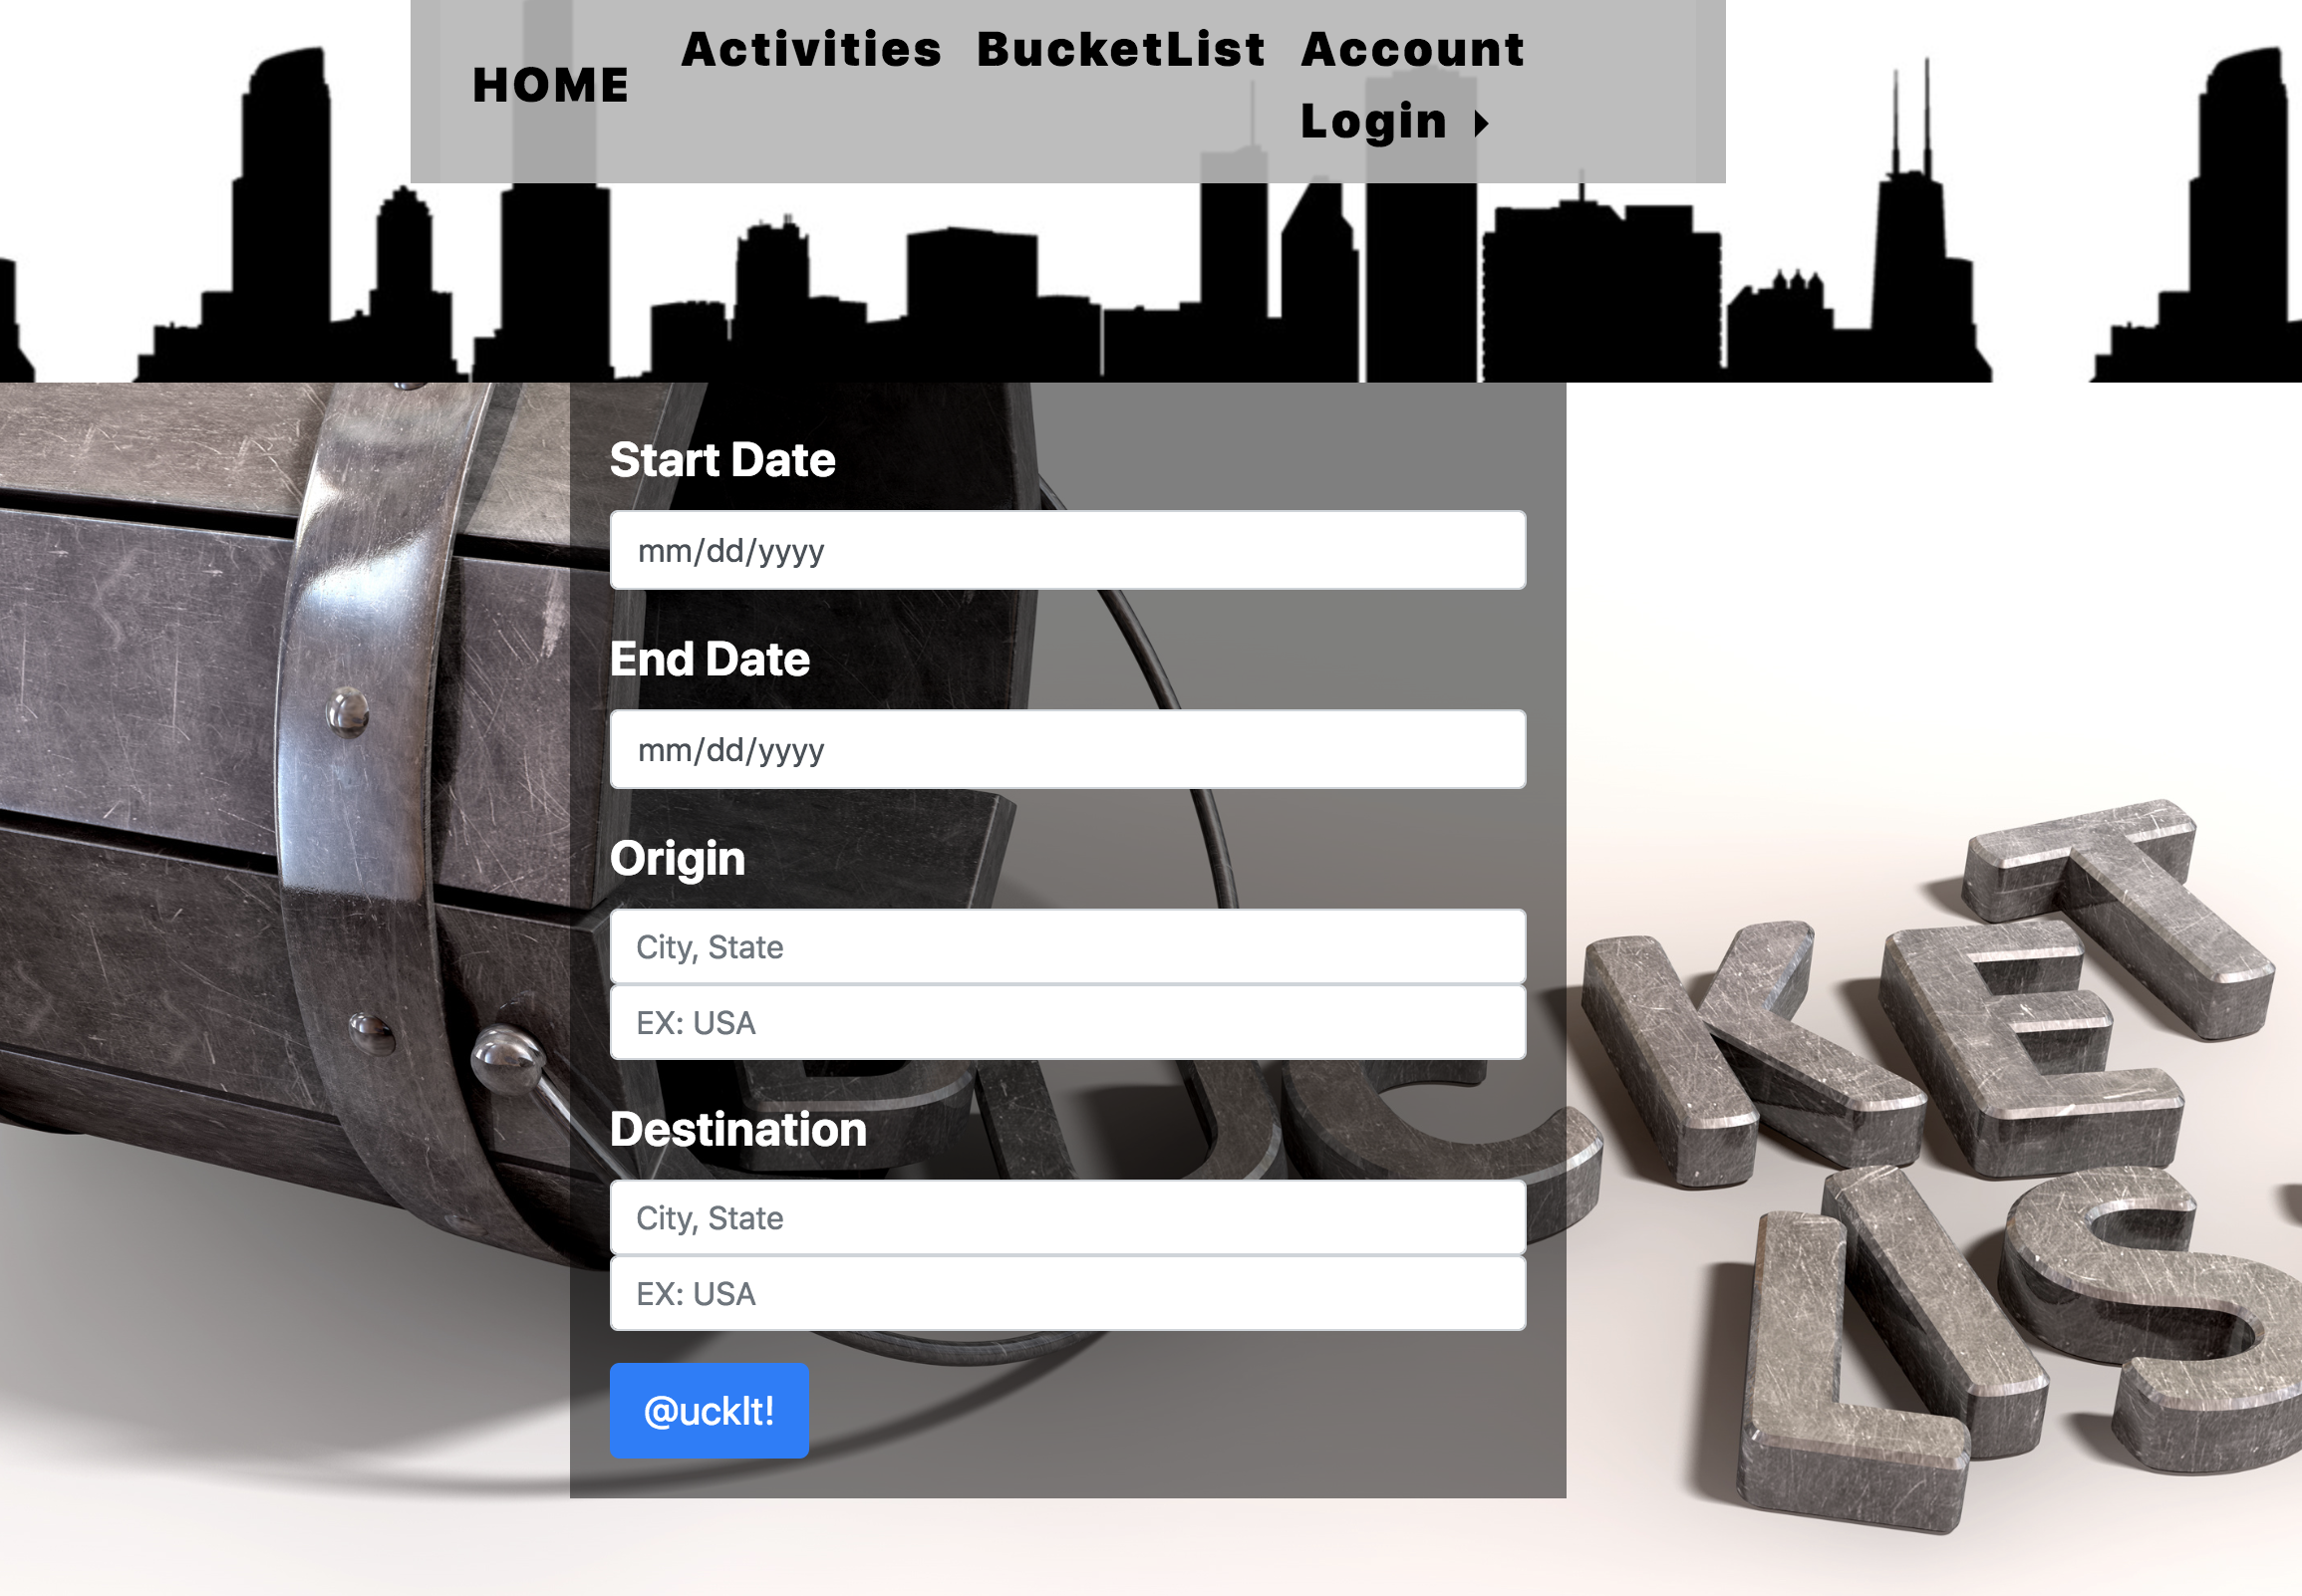 HOME Activities BucketList Account
Login
Start Date
mm/dd/yyyy
End Date
mm/dd/yyyy
Origin
City, State
EX: USA
Destination
City, State
EX: USA
@uckIt!
BUCKET
LIS